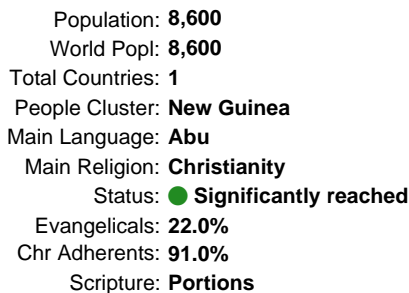 Population: 8,600
World Popl: 8,600
Total Countries: 1
People Cluster: New Guinea
Main Language: Abu
Main Religion: Christianity
Status: Significantly reached
Evangelicals: 22.0%
Chr Adherents: 91.0%
Scripture: Portions